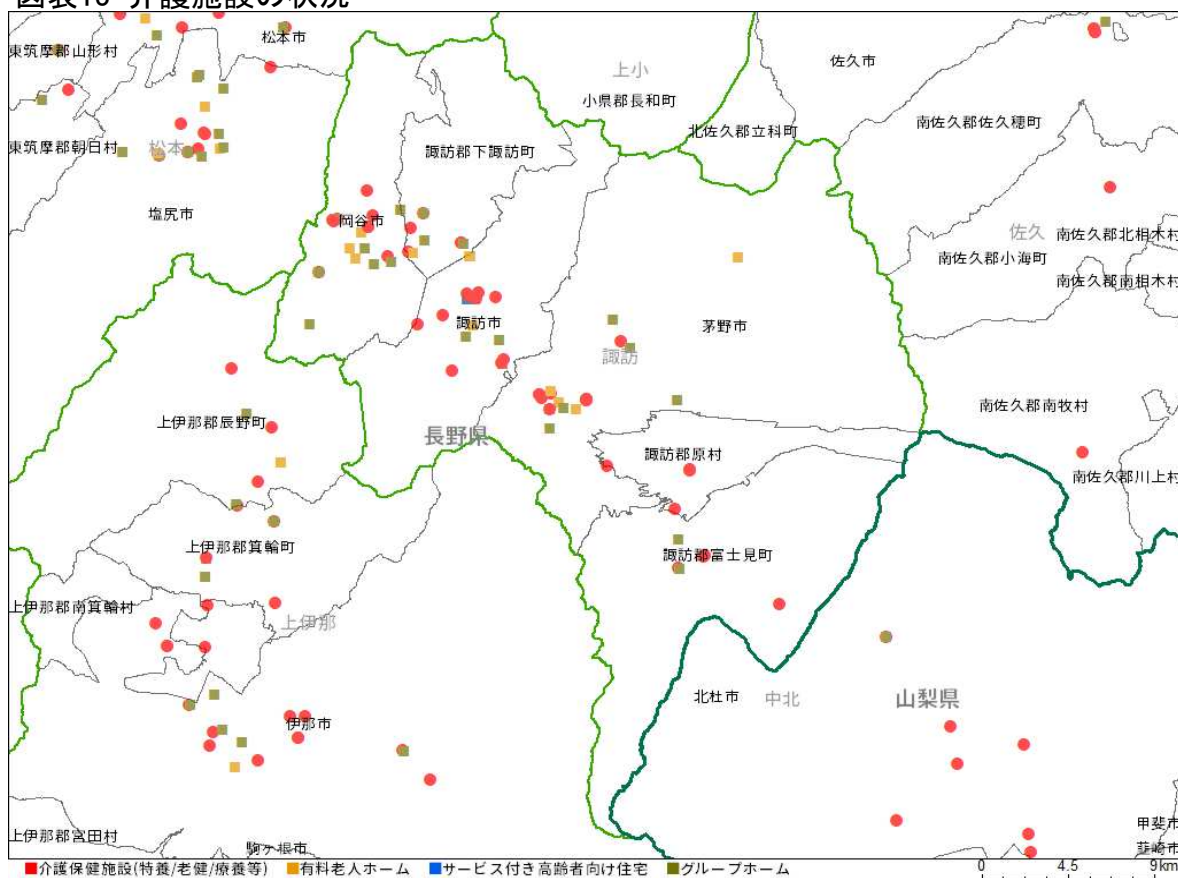 図表16 介護施設の状況
松本市
東筑摩郡山形村
上小
佐久市
小県郡長和町
北佐久郡立科町
南佐久郡佐久穂町
東筑摩郡朝日村
松本
諏訪郡下諏訪町
塩尻市
岡谷市
佐久
南佐久郡北相木村
南佐久郡小海町
南佐久郡南相木村
諏訪市
茅野市
諏訪
南佐久郡南牧村
上伊那郡辰野町
長野県
諏訪郡原村
南佐久郡川上村
上伊那郡箕輪町
諏訪郡富士見町
上伊那郡南箕輪村
上伊那
北杜市
中北
山梨県
伊那市
甲斐市
上伊那郡宮田村
駒ヶ根市
韮崎市
介護保健施設(特養/老健/療養等) 有料老人ホーム サービス付き高齢者向け住宅 グループホーム
0 4.5 9km